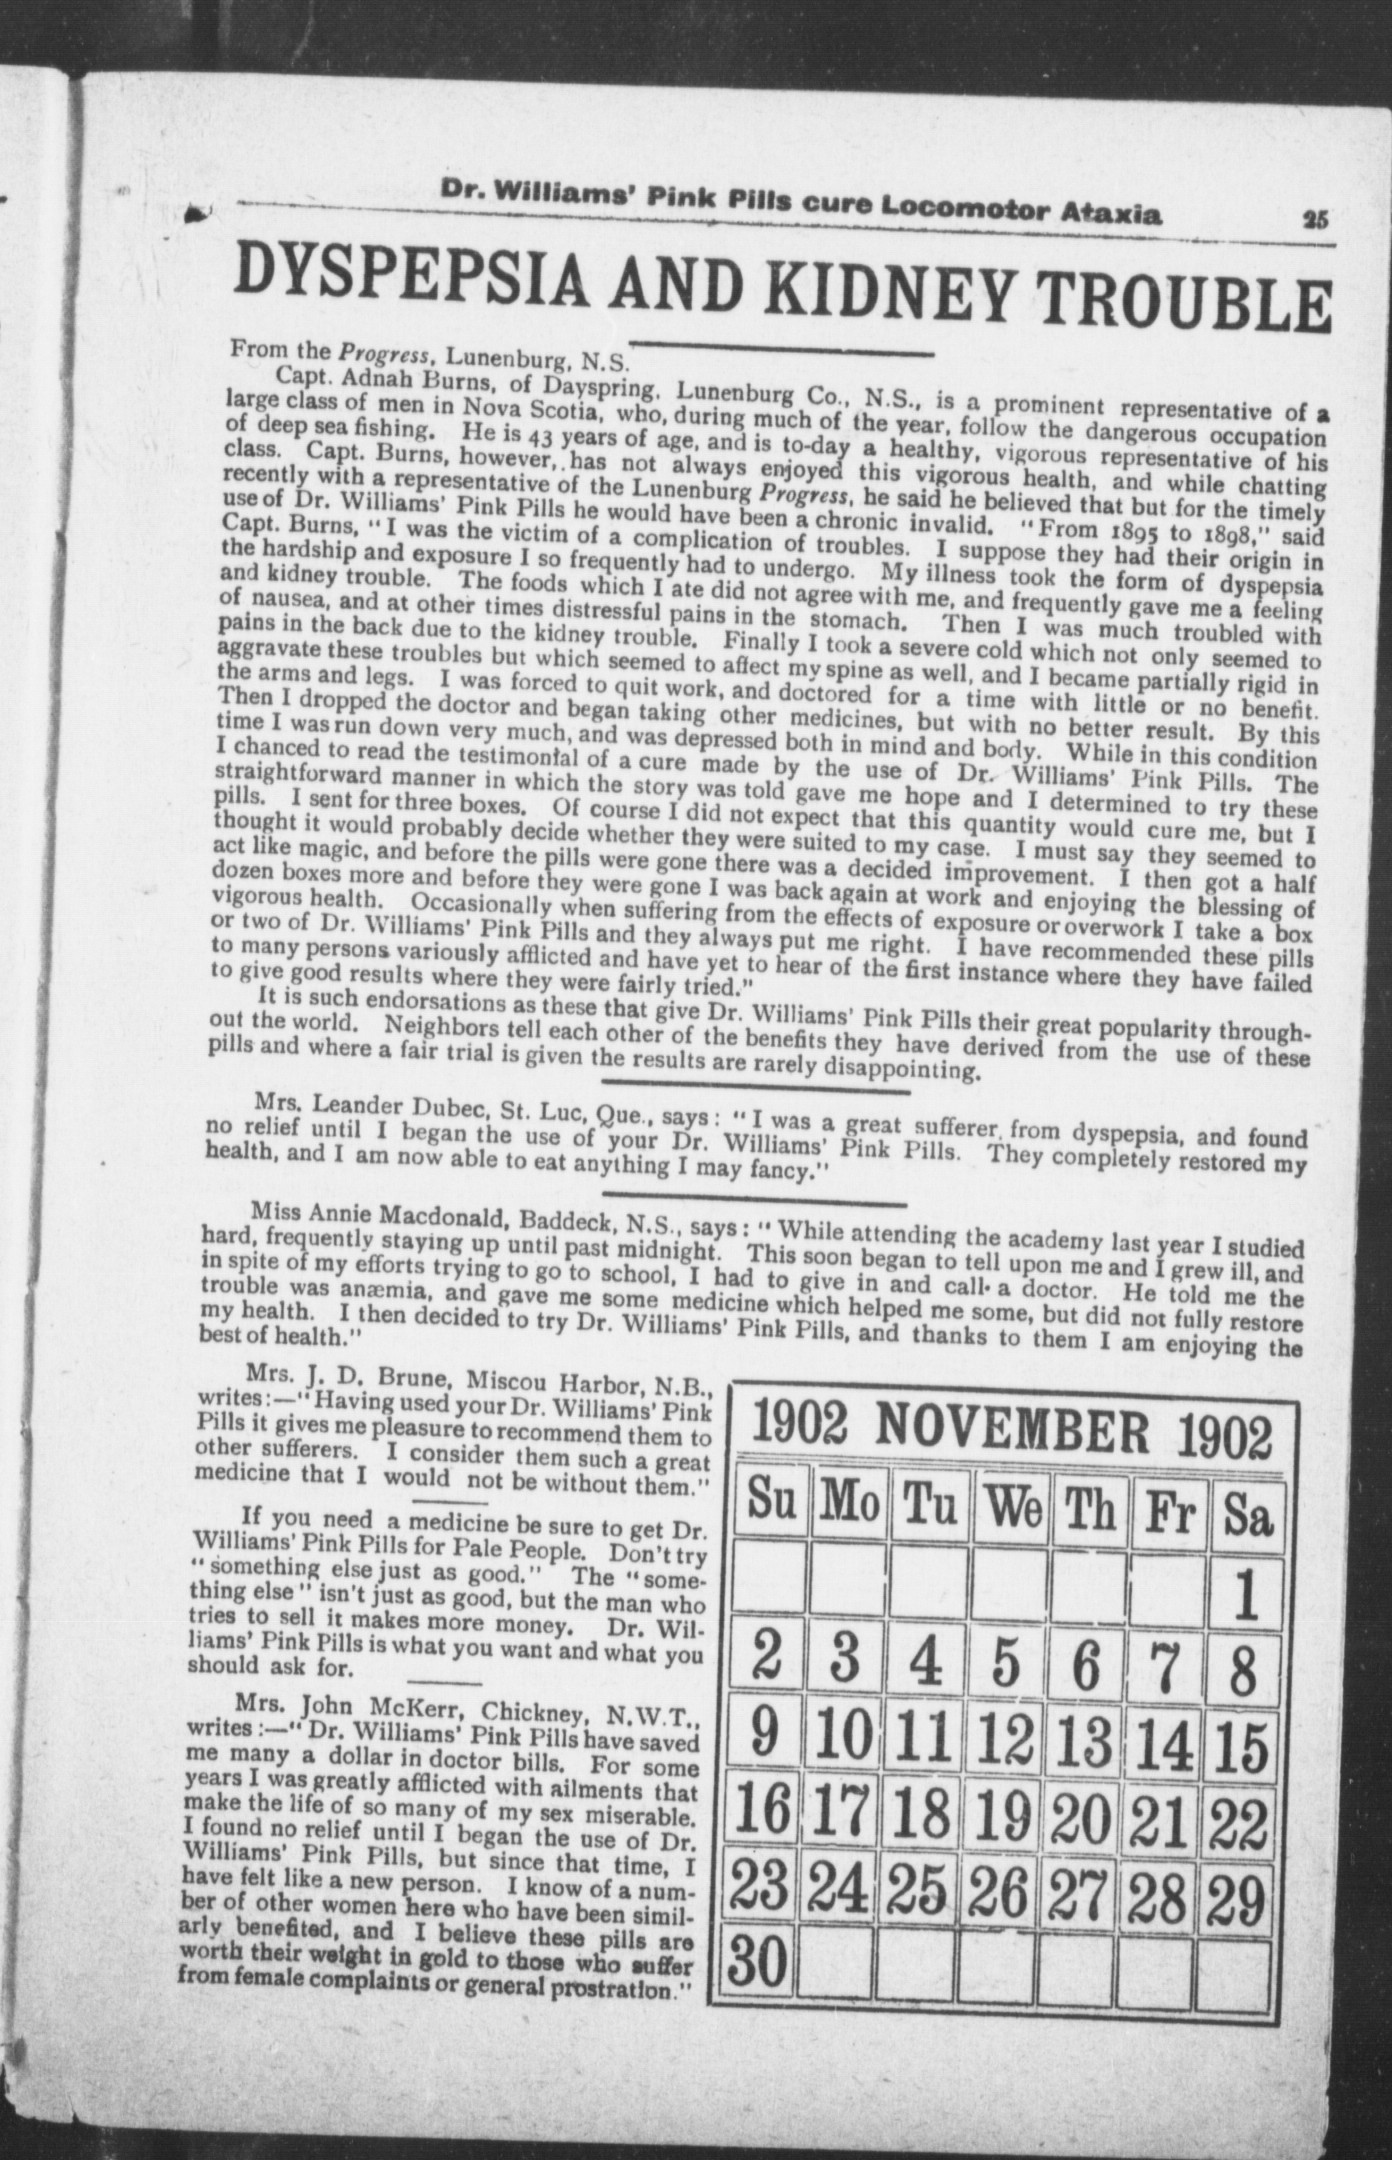 Dr. Williams' Pink Pills cure Locomotor Ataxia 25
DYSPEPSIA AND KIDNEY TROUBLE
From the Progress, Lunenburg, N.S.
Capt. Adnah Burns, of Dayspring, Lunenburg Co., N.S., is a prominent representative of a
large class of men in Nova Scotia, who, during much of the year, follow the dangerous occupation
of deep sea fishing. He is 43 years of age, and is to-day a healthy, vigorous representative of his
class. Capt. Burns, however, has not always enjoyed this vigorous health, and while chatting
recently with a representative of the Lunenburg Progress, he said he believed that but for the timely
use of Dr. Williams' Pink Pills he would have been a chronic invalid. "From 1895 to 1898," said
Capt. Burns, "I was the victim of a complication of troubles. I suppose they had their origin in
the hardship and exposure I so frequently had to undergo. My illness took the form of dyspepsia
and kidney trouble. The foods which I ate did not agree with me, and frequently gave me a feeling
of nausea, and at other times distressful pains in the stomach. Then I was much troubled with
pains in the back due to the kidney trouble. Finally I took a severe cold which not only seemed to
aggravate these troubles but which seemed to affect my spine as well, and I became partially rigid in
the arms and legs. I was forced to quit work, and doctored for a time with little or no benefit.
Then I dropped the doctor and began taking other medicines, but with no better result. By this
time I was run down very much, and was depressed both in mind and body. While in this condition
I chanced to read the testimonial of a cure made by the use of Dr. Williams' Pink Pills. The
straightforward manner in which the story was told gave me hope and I determined to try these
pills. I sent for three boxes. Of course I did not expect that this quantity would cure me, but I
thought it would probably decide whether they were suited to my case. I must say they seemed to
act like magic, and before the pills were gone there was a decided improvement. I then got a half
dozen boxes more and before they were gone I was back again at work and enjoying the blessing of
vigorous health. Occasionally when suffering from the effects of exposure or overwork I take a box
or two of Dr. Williams' Pink Pills and they always put me right. I have recommended these pills
to many persons variously afflicted and have yet to hear of the first instance where they have failed
to give good results where they were fairly tried."
It is such endorsations as these that give Dr. Williams' Pink Pills their great popularity through-
out the world. Neighbors tell each other of the benefits they have derived from the use of these
pills and where a fair trial is given the results are rarely disappointing.
Mrs. Leander Dubec, St. Luc, Que., says: "I was a great sufferer from dyspepsia, and found
no relief until I began the use of your Dr. Williams' Pink Pills. They completely restored my
health, and I am now able to eat anything I may fancy."
Miss Annie Macdonald, Baddeck, N.S., says: "While attending the academy last year I studied
hard, frequently staying up until past midnight. This soon began to tell upon me and I grew ill, and
in spite of my efforts trying to go to school, I had to give in and call a doctor. He told me the
trouble was anæmia, and gave me some medicine which helped me some, but did not fully restore
my health. I then decided to try Dr. Williams' Pink Pills, and thanks to them I am enjoying the
best of health."
Mrs. J. D. Brune, Miscou Harbor, N.B.,
writes:—"Having used your Dr. Williams' Pink
Pills it gives me pleasure to recommend them to
other sufferers. I consider them such a great
medicine that I would not be without them."
If you need a medicine be sure to get Dr.
Williams' Pink Pills for Pale People. Don't try
"something else just as good." The "some-
thing else" isn't just as good, but the man who
tries to sell it makes more money. Dr. Wil-
liams' Pink Pills is what you want and what you
should ask for.
Mrs. John McKerr, Chickney, N.W.T.,
writes:—"Dr. Williams' Pink Pills have saved
me many a dollar in doctor bills. For some
years I was greatly afflicted with ailments that
make the life of so many of my sex miserable.
I found no relief until I began the use of Dr.
Williams' Pink Pills, but since that time, I
have felt like a new person. I know of a num-
ber of other women here who have been simil-
arly benefited, and I believe these pills are
worth their weight in gold to those who suffer
from female complaints or general prostration."
1902 NOVEMBER 1902
Su Mo Tu We Th Fr Sa
1
2 3 4 5 6 7 8
9 10 11 12 13 14 15
16 17 18 19 20 21 22
23 24 25 26 27 28 29
30